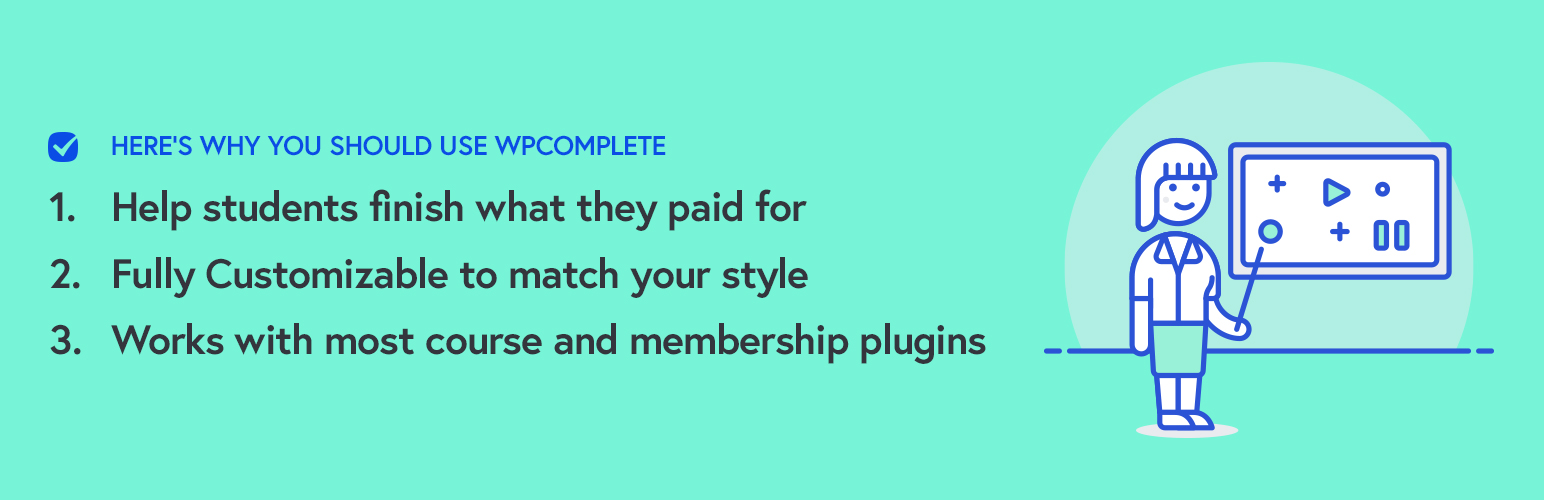 HERE'S WHY YOU SHOULD USE WPCOMPLETE
1. Help students finish what they paid for
2. Fully Customizable to match your style
3. Works with most course and membership plugins